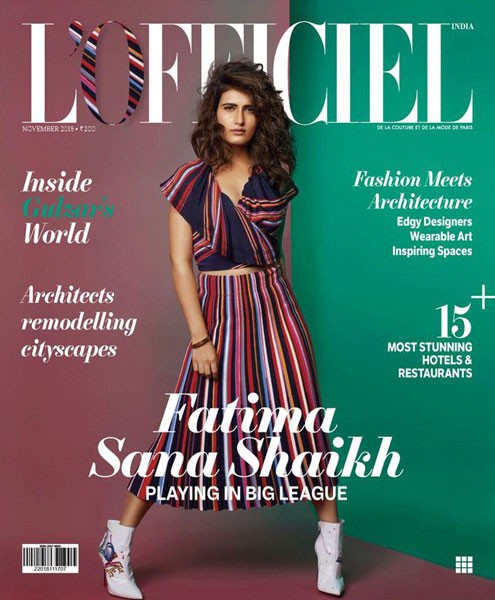 L'OFFICIEL
INDIA
NOVEMBER 2018 • ₹200
DE LA COUTURE ET DE LA MODE DE PARIS
Inside
Gulzar's
World
Architects
remodelling
cityscapes
Fashion Meets
Architecture
Edgy Designers
Wearable Art
Inspiring Spaces
15+
MOST STUNNING
HOTELS &
RESTAURANTS
Fatima
Sana Shaikh
PLAYING IN BIG LEAGUE
22018111707